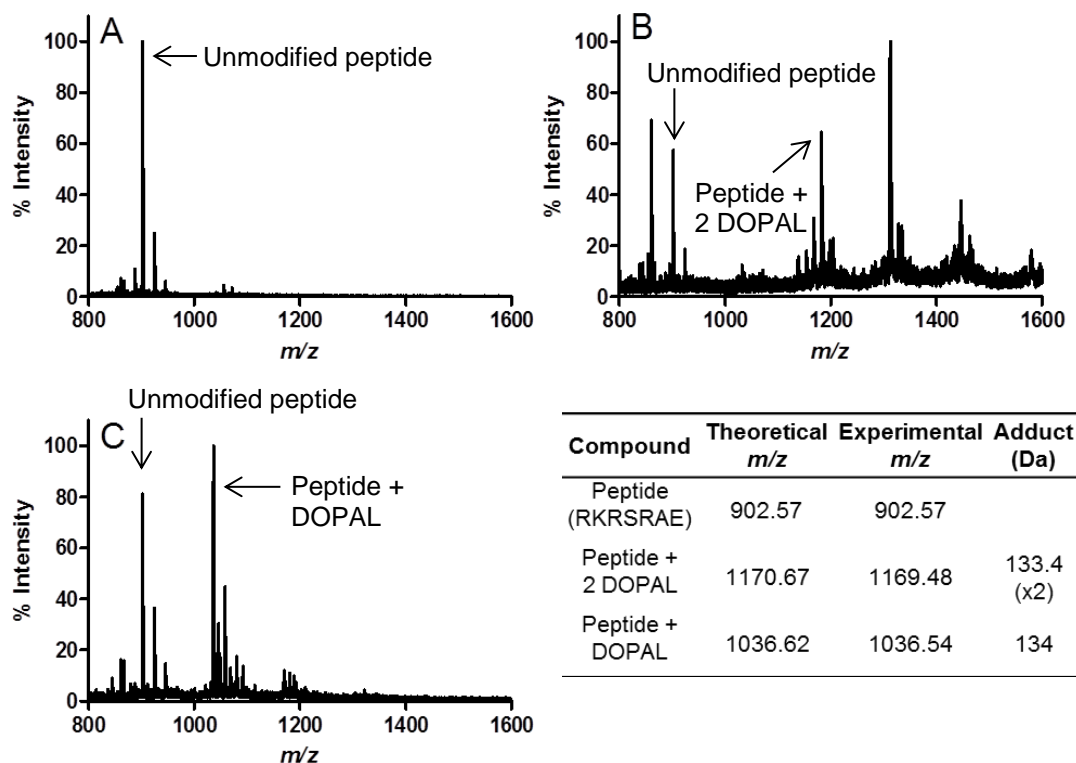 A
Unmodified peptide
% Intensity
100
80
60
40
20
0
800 1000 1200 1400 1600
m/z
B
Unmodified peptide
Peptide +
2 DOPAL
% Intensity
100
80
60
40
20
0
800 1000 1200 1400 1600
m/z
C
Unmodified peptide
Peptide +
DOPAL
% Intensity
100
80
60
40
20
0
800 1000 1200 1400 1600
m/z
Compound Theoretical m/z Experimental m/z Adduct (Da)
Peptide (RKRSRAE) 902.57 902.57
Peptide + 2 DOPAL 1170.67 1169.48 133.4 (x2)
Peptide + DOPAL 1036.62 1036.54 134